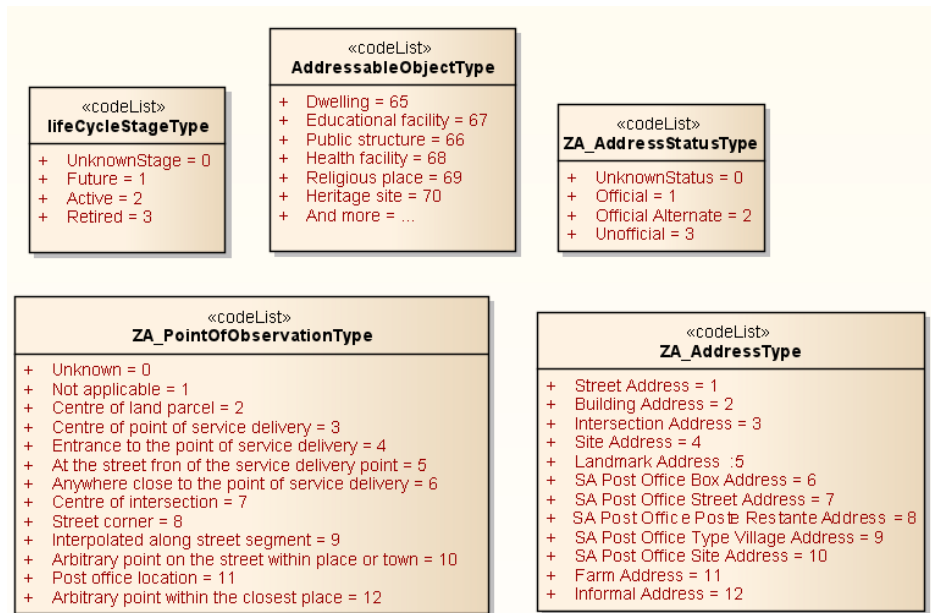 «codeList»
lifeCycleStageType
+ UnknownStage = 0
+ Future = 1
+ Active = 2
+ Retired = 3
«codeList»
AddressableObjectType
+ Dwelling = 65
+ Educational facility = 67
+ Public structure = 66
+ Health facility = 68
+ Religious place = 69
+ Heritage site = 70
+ And more = ...
«codeList»
ZA_AddressStatusType
+ UnknownStatus = 0
+ Official = 1
+ Official Alternate = 2
+ Unofficial = 3
«codeList»
ZA_PointOfObservationType
+ Unknown = 0
+ Not applicable = 1
+ Centre of land parcel = 2
+ Centre of point of service delivery = 3
+ Entrance to the point of service delivery = 4
+ At the street fron of the service delivery point = 5
+ Anywhere close to the point of service delivery = 6
+ Centre of intersection = 7
+ Street corner = 8
+ Interpolated along street segment = 9
+ Arbitrary point on the street within place or town = 10
+ Post office location = 11
+ Arbitrary point within the closest place = 12
«codeList»
ZA_AddressType
+ Street Address = 1
+ Building Address = 2
+ Intersection Address = 3
+ Site Address = 4
+ Landmark Address :5
+ SA Post Office Box Address = 6
+ SA Post Office Street Address = 7
+ SA Post Office Poste Restante Address = 8
+ SA Post Office Type Village Address = 9
+ SA Post Office Site Address = 10
+ Farm Address = 11
+ Informal Address = 12